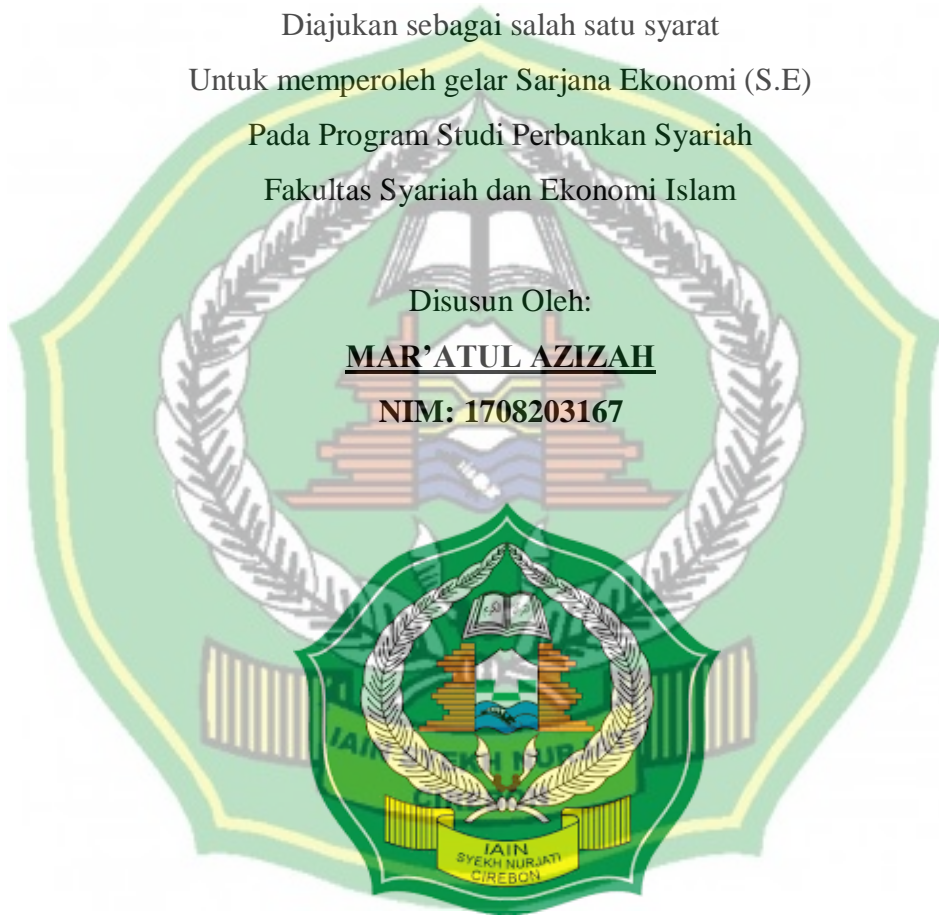 Diajukan sebagai salah satu syarat
Untuk memperoleh gelar Sarjana Ekonomi (S.E)
Pada Program Studi Perbankan Syariah
Fakultas Syariah dan Ekonomi Islam
Disusun Oleh:
MAR’ATUL AZIZAH
NIM: 1708203167
IAIN
SYEKH NURJATI
CIREBON